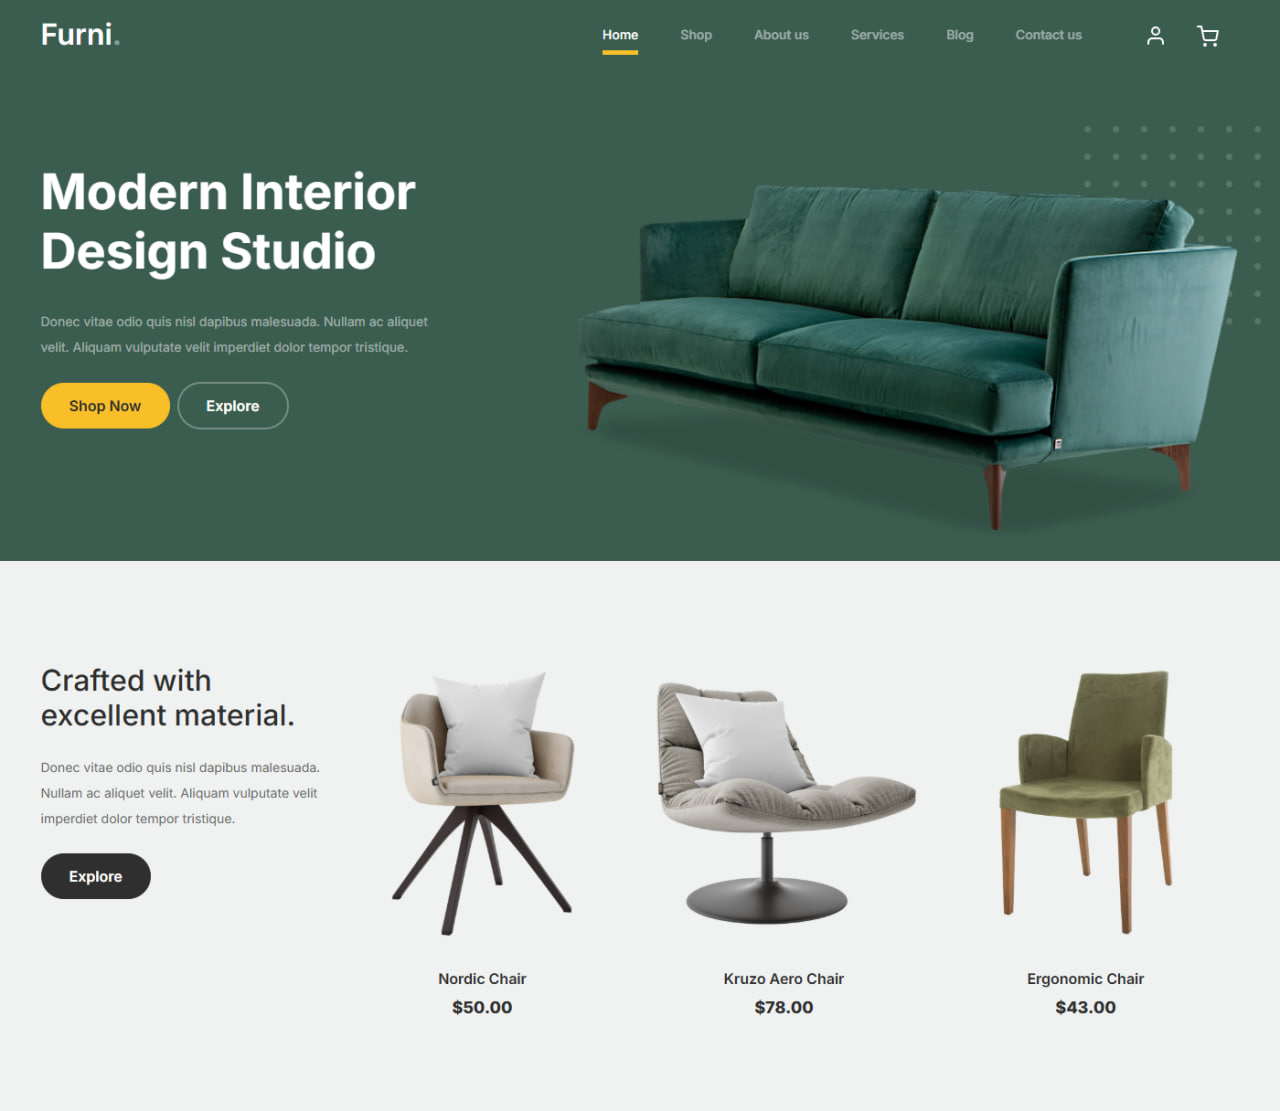 Furni.
Home
Shop
About us
Services
Blog
Contact us
Modern Interior
Design Studio
Donec vitae odio quis nisl dapibus malesuada. Nullam ac aliquet
velit. Aliquam vulputate velit imperdiet dolor tempor tristique.
Shop Now
Explore
Crafted with
excellent material.
Donec vitae odio quis nisl dapibus malesuada.
Nullam ac aliquet velit. Aliquam vulputate velit
imperdiet dolor tempor tristique.
Explore
Nordic Chair
$50.00
Kruzo Aero Chair
$78.00
Ergonomic Chair
$43.00